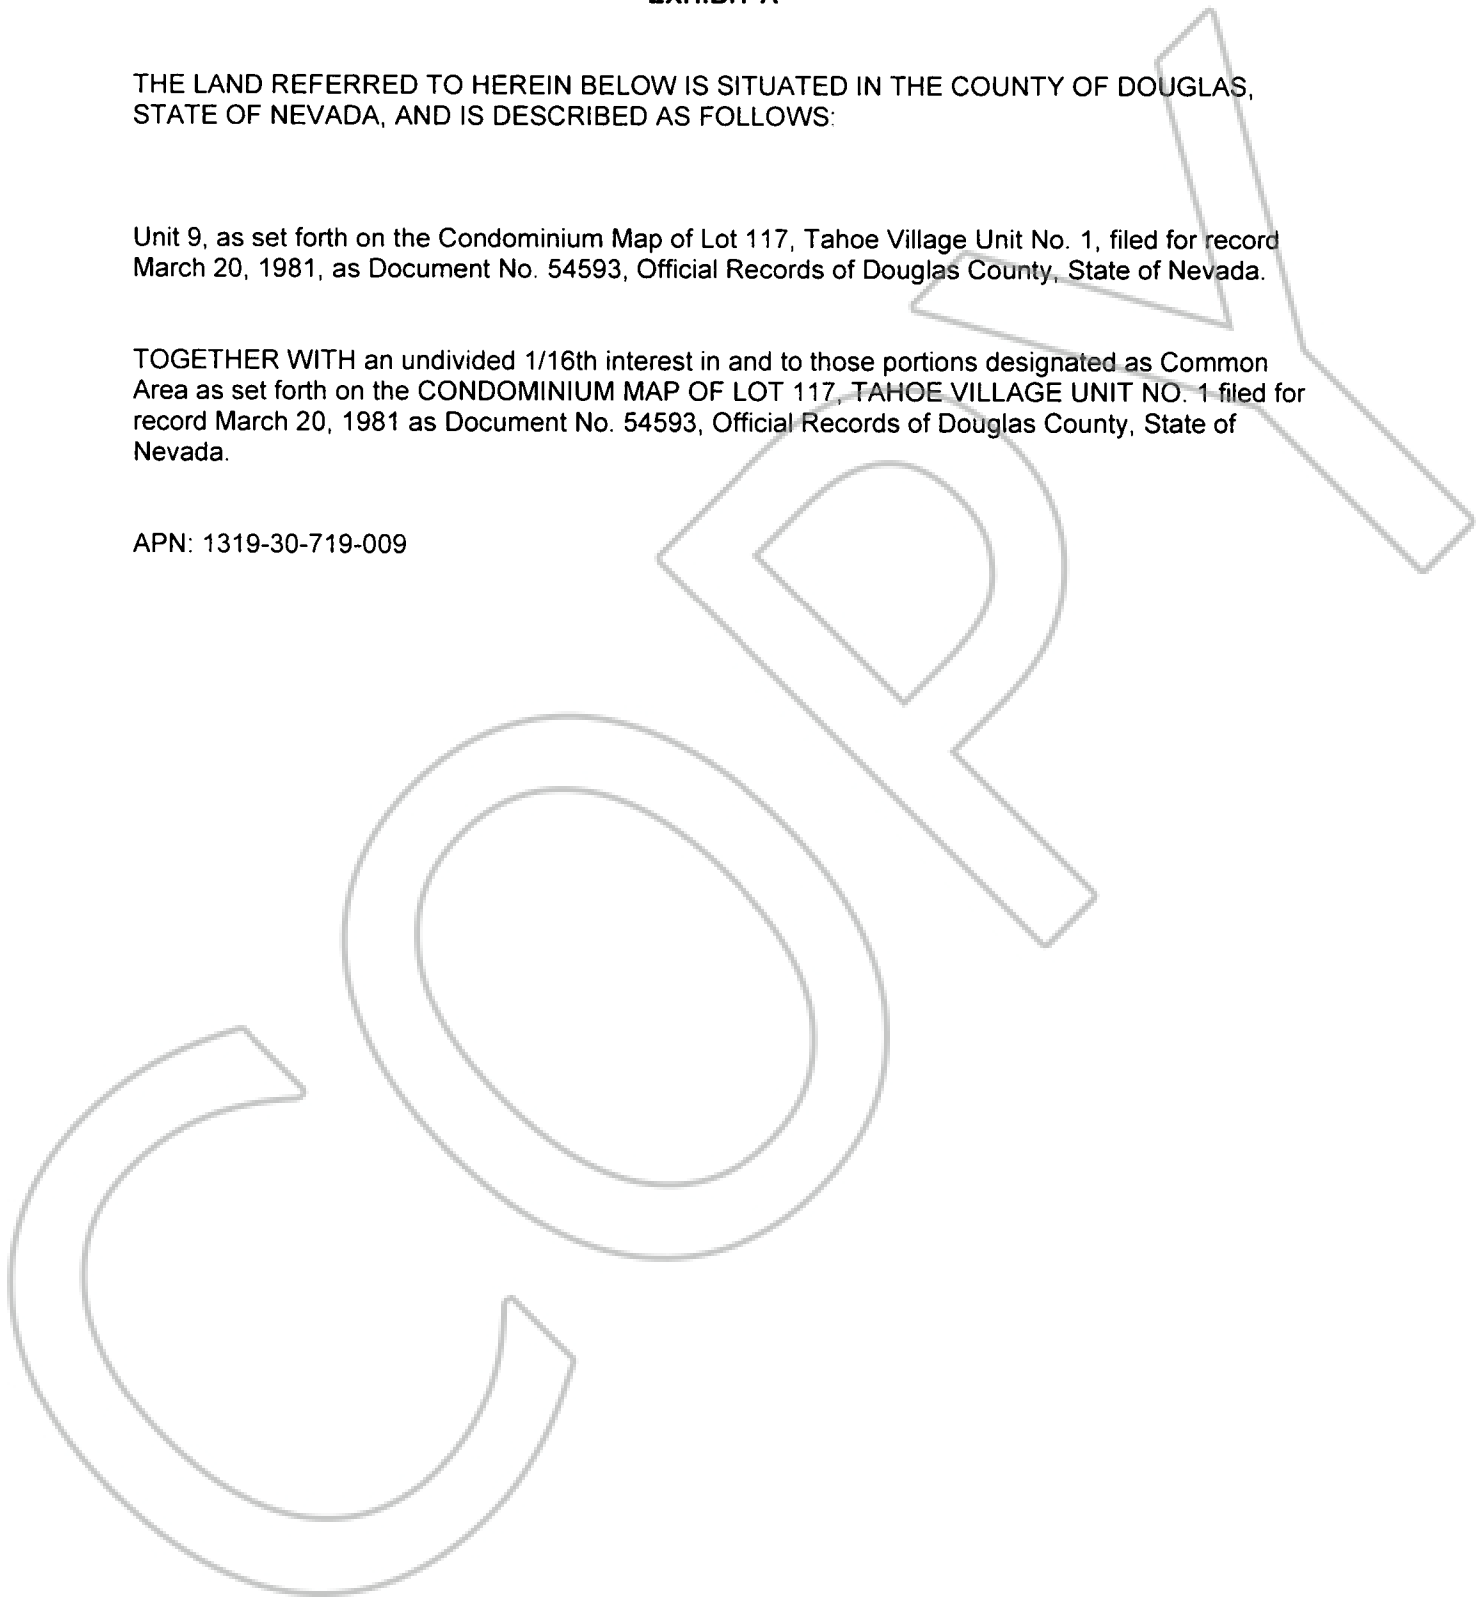 EXHIBIT A
THE LAND REFERRED TO HEREIN BELOW IS SITUATED IN THE COUNTY OF DOUGLAS,
STATE OF NEVADA, AND IS DESCRIBED AS FOLLOWS:
Unit 9, as set forth on the Condominium Map of Lot 117, Tahoe Village Unit No. 1, filed for record
March 20, 1981, as Document No. 54593, Official Records of Douglas County, State of Nevada.
TOGETHER WITH an undivided 1/16th interest in and to those portions designated as Common
Area as set forth on the CONDOMINIUM MAP OF LOT 117, TAHOE VILLAGE UNIT NO. 1 filed for
record March 20, 1981 as Document No. 54593, Official Records of Douglas County, State of
Nevada.
APN: 1319-30-719-009
COPY